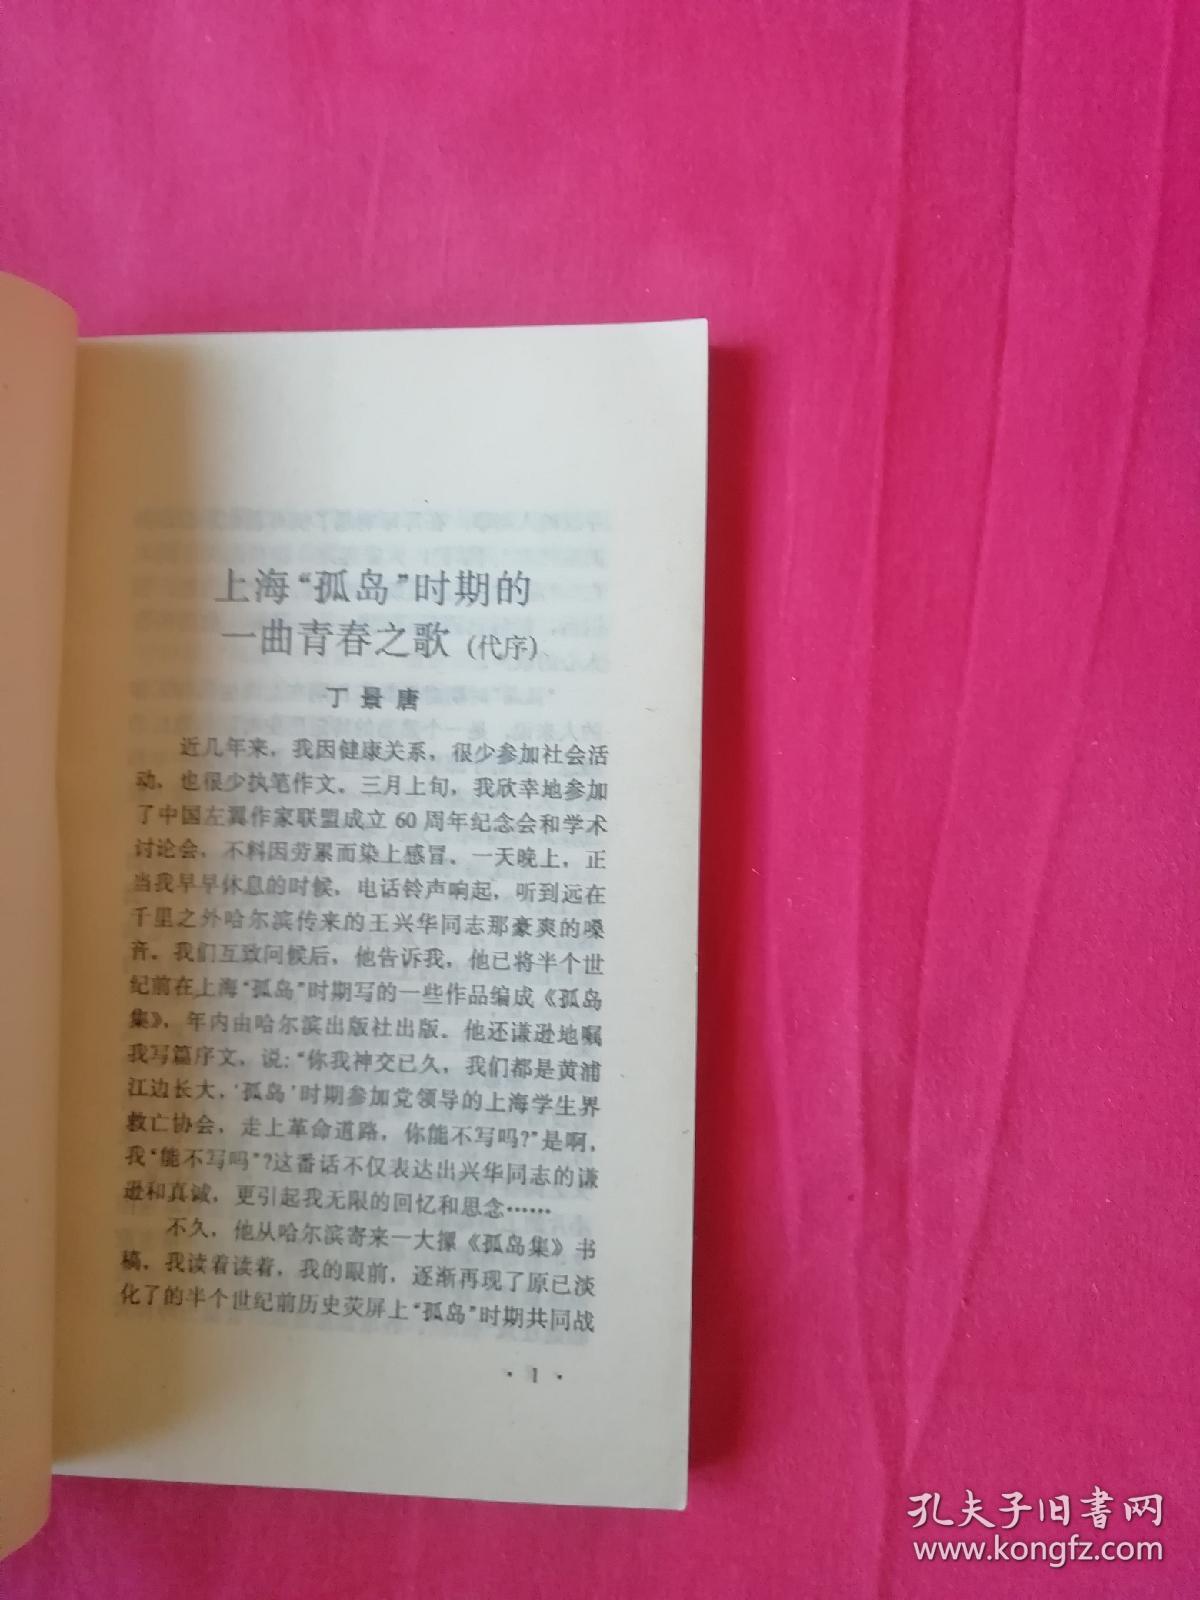 上海“孤岛”时期的
一曲青春之歌（代序）
丁景唐
近几年来，我因健康关系，很少参加社会活
动，也很少执笔作文。三月上旬，我欣幸地参加
了中国左翼作家联盟成立60周年纪念会和学术
讨论会，不料因劳累而染上感冒。一天晚上，正
当我早早休息的时候，电话铃声响起，听到远在
千里之外哈尔滨传来的王兴华同志那豪爽的嗓
音。我们互致问候后，他告诉我，他已将半个世
纪前在上海“孤岛”时期写的一些作品编成《孤岛
集》，年内由哈尔滨出版社出版。他还谦逊地嘱
我写篇序文，说：“你我神交已久，我们都是黄浦
江边长大，‘孤岛’时期参加党领导的上海学生界
救亡协会，走上革命道路，你能不写吗？”是啊，
我“能不写吗”？这番话不仅表达出兴华同志的谦
逊和真诚，更引起我无限的回忆和思念……
不久，他从哈尔滨寄来一大摞《孤岛集》书
稿，我读着读着，我的眼前，逐渐再现了原已淡
化了的半个世纪前历史荧屏上“孤岛”时期共同战
·1·
孔夫子旧书网
www.kongfz.com